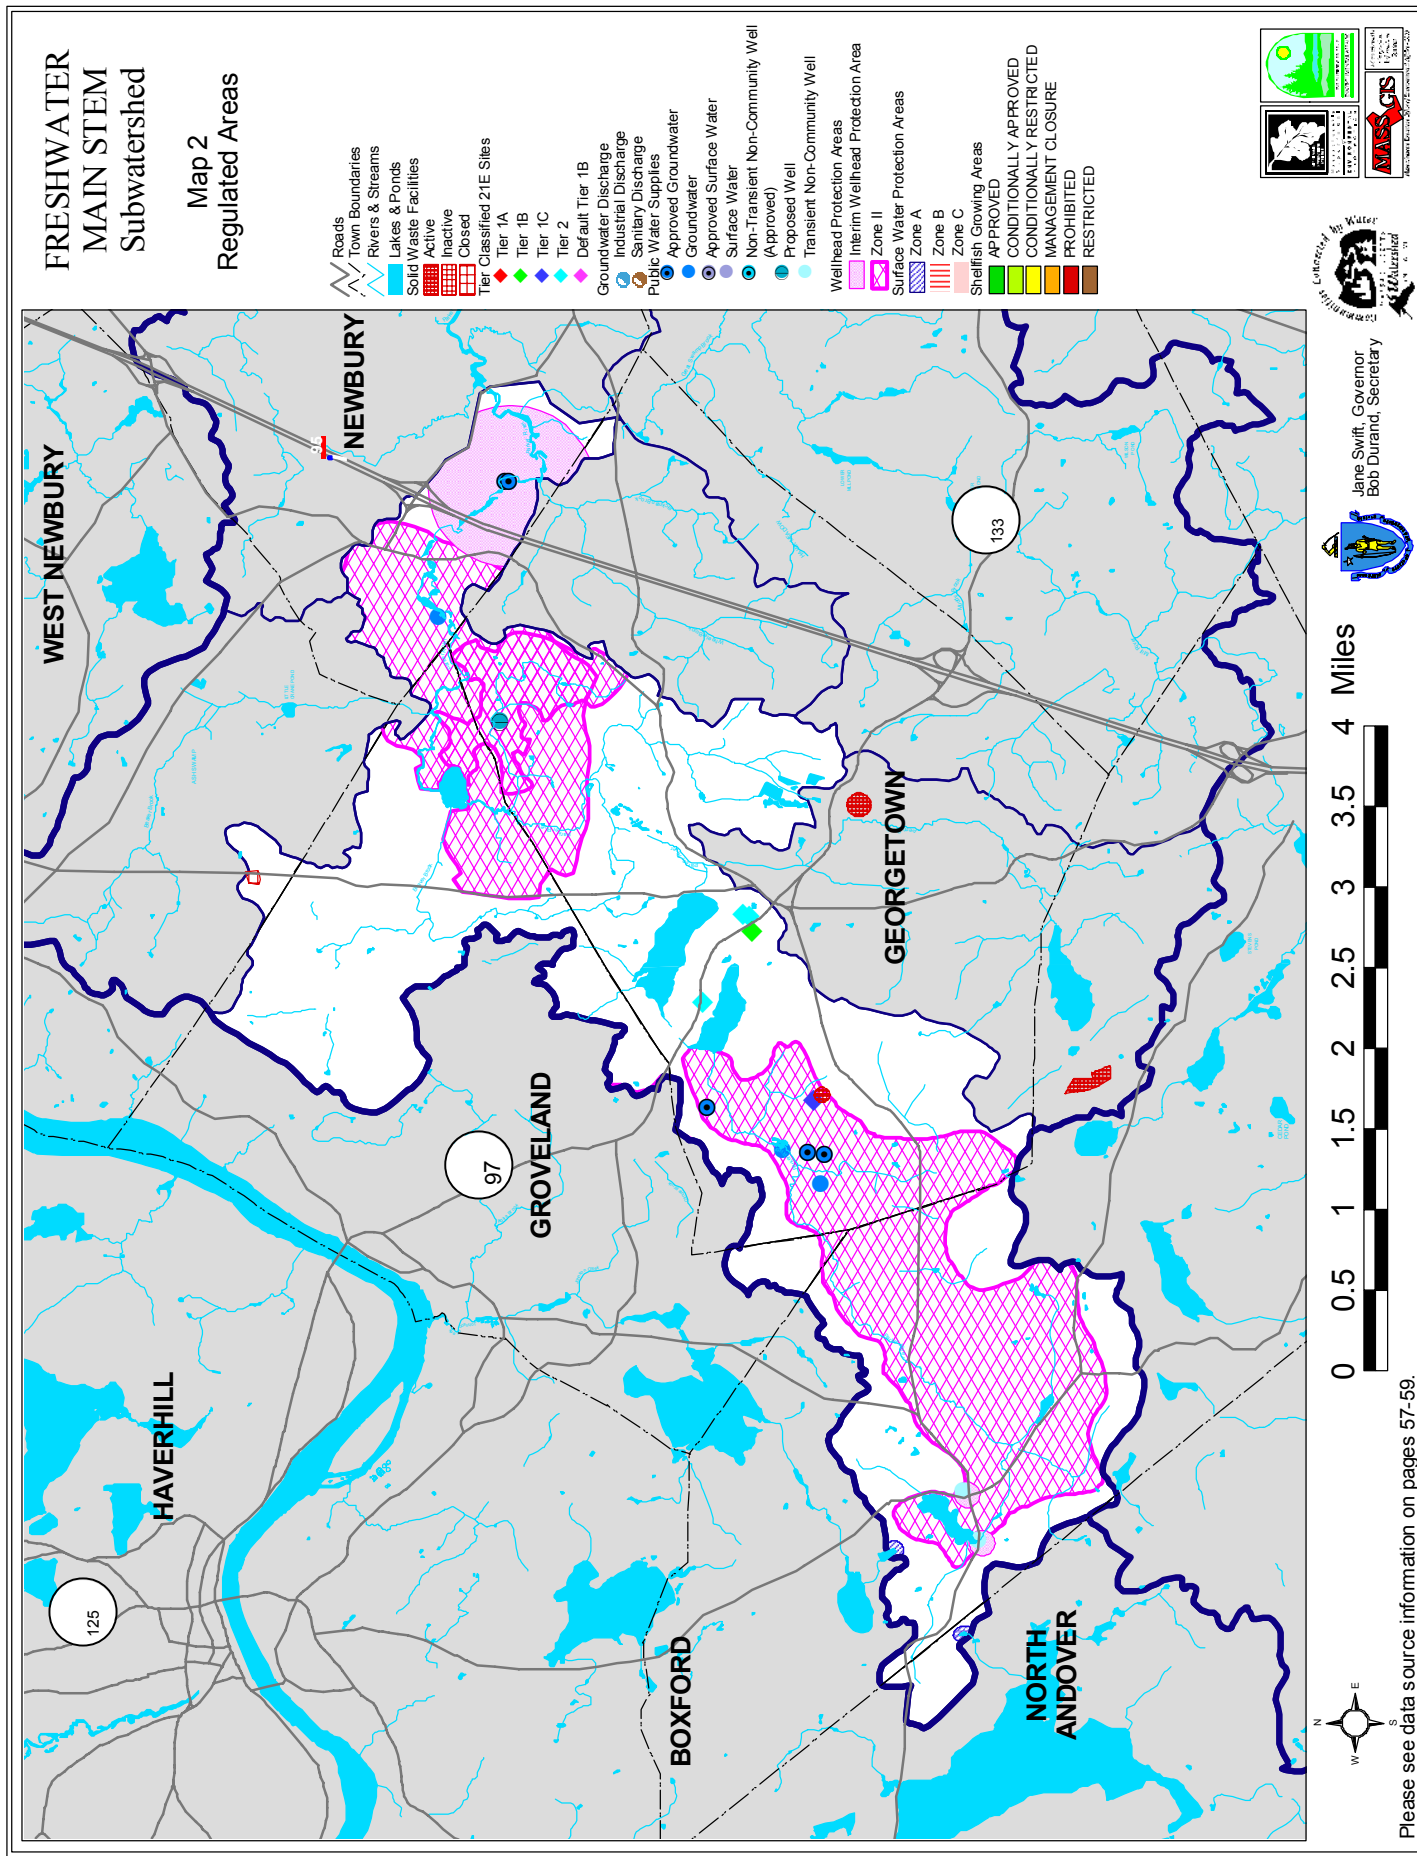 FRESHWATER
MAIN STEM
Subwatershed
Map 2
Regulated Areas
Roads
Town Boundaries
Rivers & Streams
Lakes & Ponds
Solid Waste Facilities
Active
Inactive
Closed
Tier Classified 21E Sites
Tier 1A
Tier 1B
Tier 1C
Tier 2
Default Tier 1B
Groundwater Discharge
Industrial Discharge
Sanitary Discharge
Public Water Supplies
Approved Groundwater
Groundwater
Approved Surface Water
Surface Water
Non-Transient Non-Community Well
(Approved)
Proposed Well
Transient Non-Community Well
Wellhead Protection Areas
Interim Wellhead Protection Area
Zone II
Surface Water Protection Areas
Zone A
Zone B
Zone C
Shellfish Growing Areas
APPROVED
CONDITIONALLY APPROVED
CONDITIONALLY RESTRICTED
MANAGEMENT CLOSURE
PROHIBITED
RESTRICTED
WEST NEWBURY
NEWBURY
95
133
GEORGETOWN
GROVELAND
97
HAVERHILL
125
BOXFORD
NORTH
ANDOVER
MASS GIS
Jane Swift, Governor
Bob Durand, Secretary
0 0.5 1 1.5 2 2.5 3 3.5 4 Miles
N
W E
S
Please see data source information on pages 57-59.